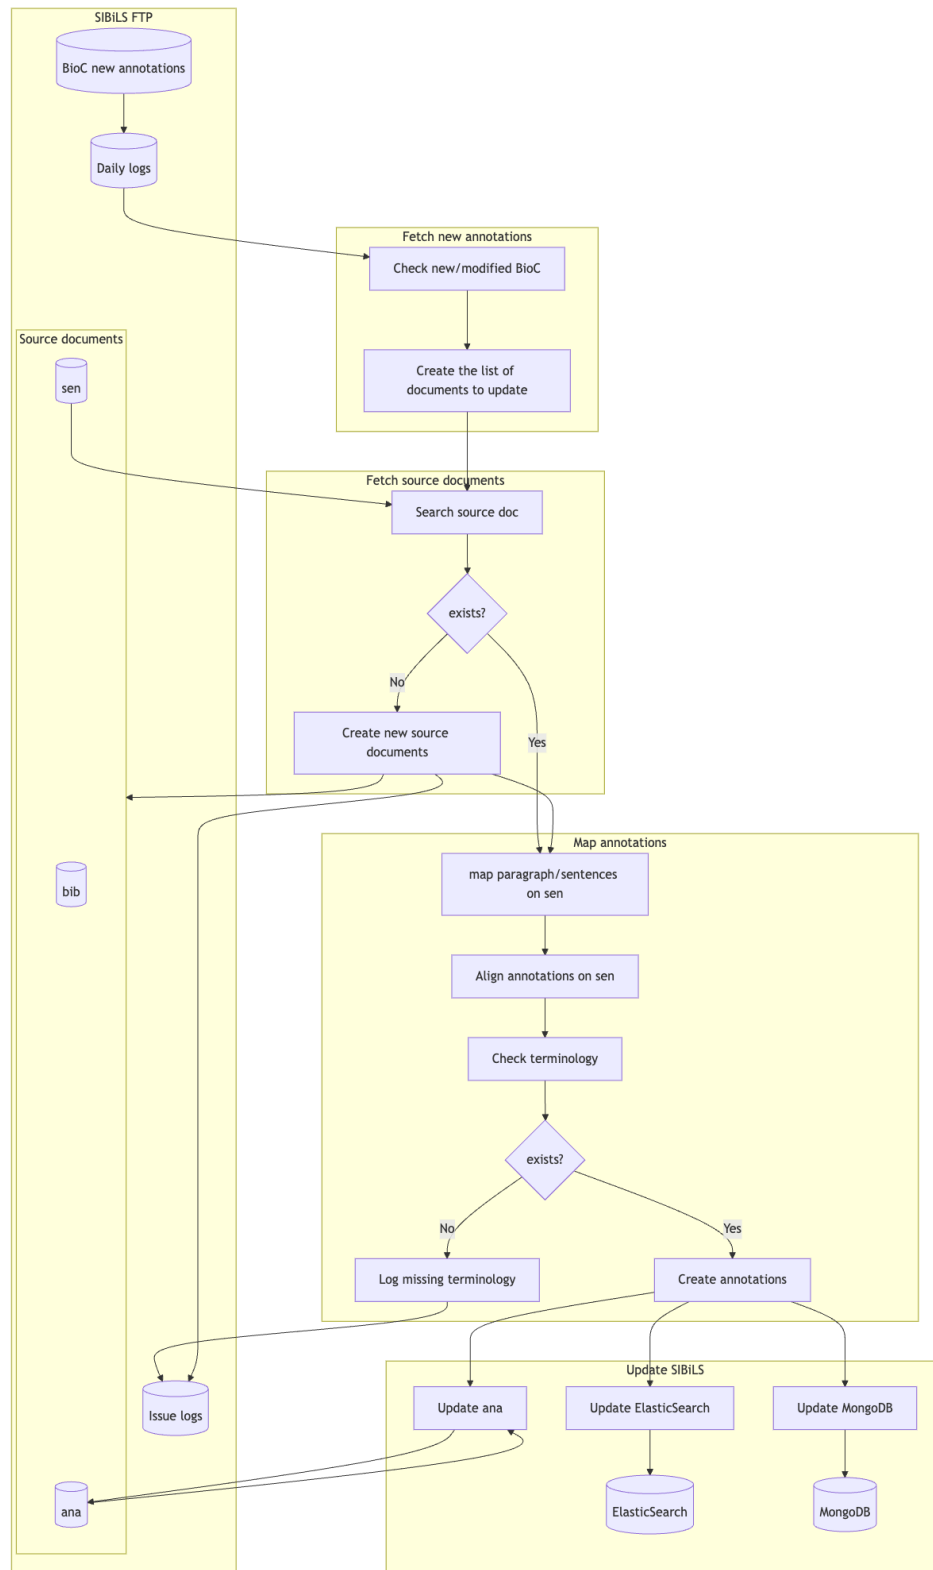 SIBiLS FTP
BioC new annotations
Daily logs
Fetch new annotations
Check new/modified BioC
Create the list of
documents to update
Source documents
sen
Fetch source documents
Search source doc
exists?
No
Yes
Create new source
documents
Map annotations
map paragraph/sentences
on sen
bib
Align annotations on sen
Check terminology
exists?
No
Yes
Log missing terminology
Create annotations
Update SIBiLS
Issue logs
Update ana
Update ElasticSearch
Update MongoDB
ana
ElasticSearch
MongoDB